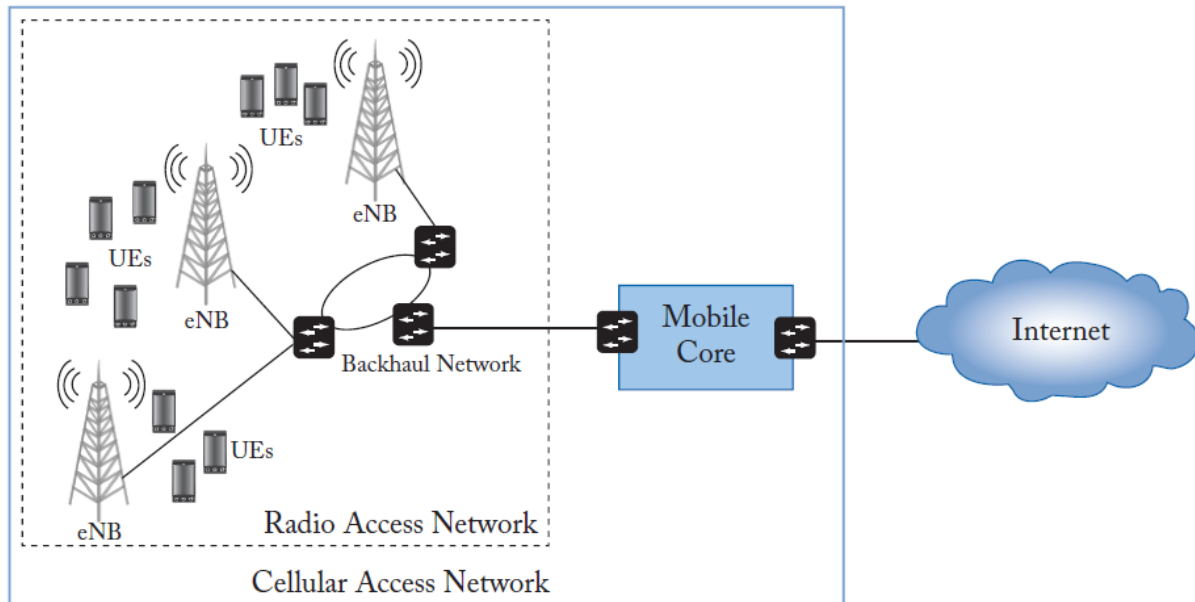 UEs
eNB
UEs
eNB
Backhaul Network
UEs
eNB
Radio Access Network
Cellular Access Network
Mobile
Core
Internet